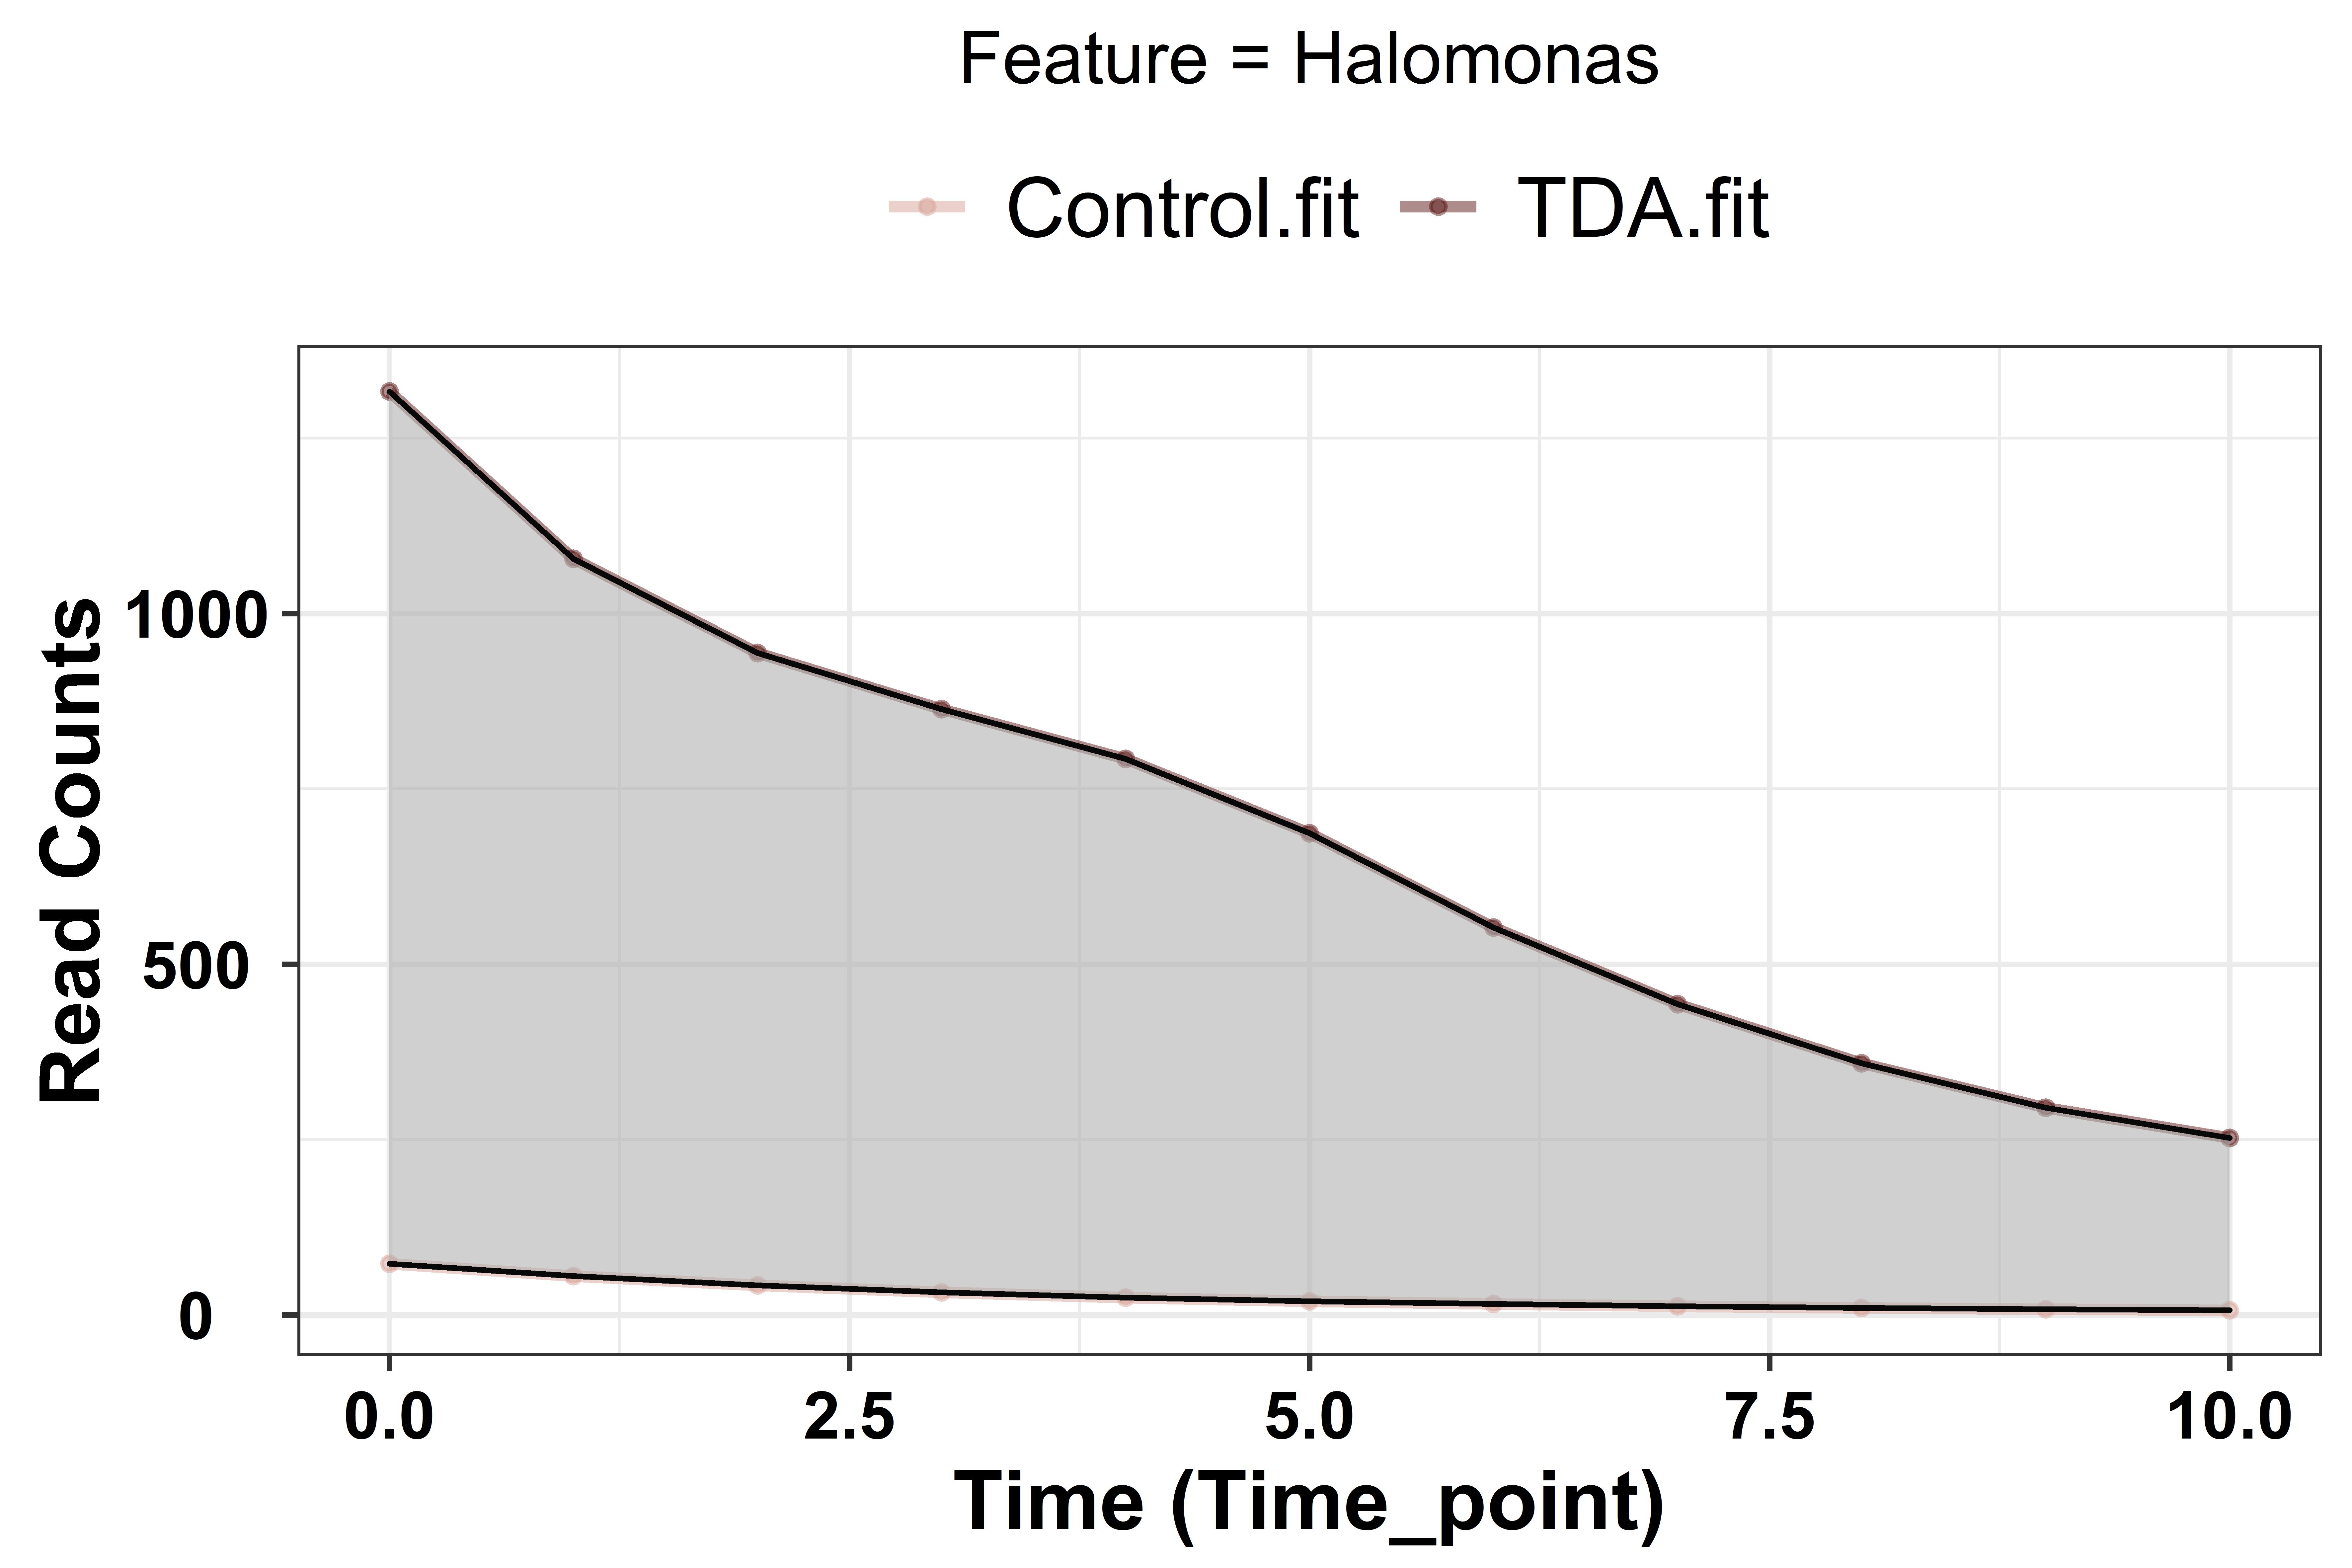 Feature = Halomonas
Control.fit TDA.fit
Read Counts
1000
500
0
0.0 2.5 5.0 7.5 10.0
Time (Time_point)